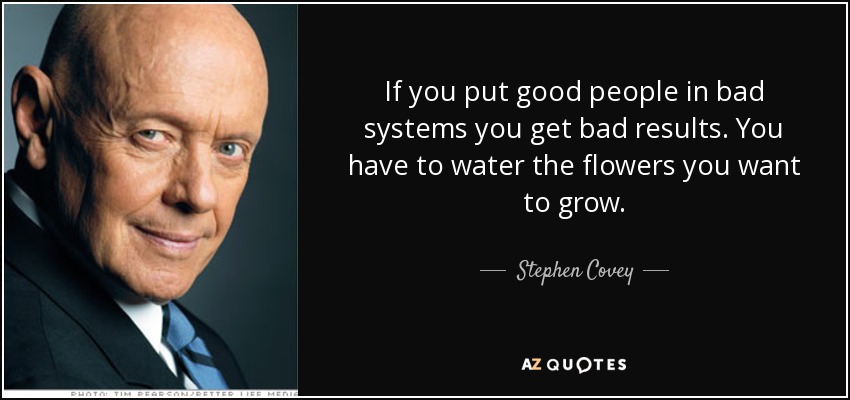 If you put good people in bad
systems you get bad results. You
have to water the flowers you want
to grow.
Stephen Covey
AZ QUOTES